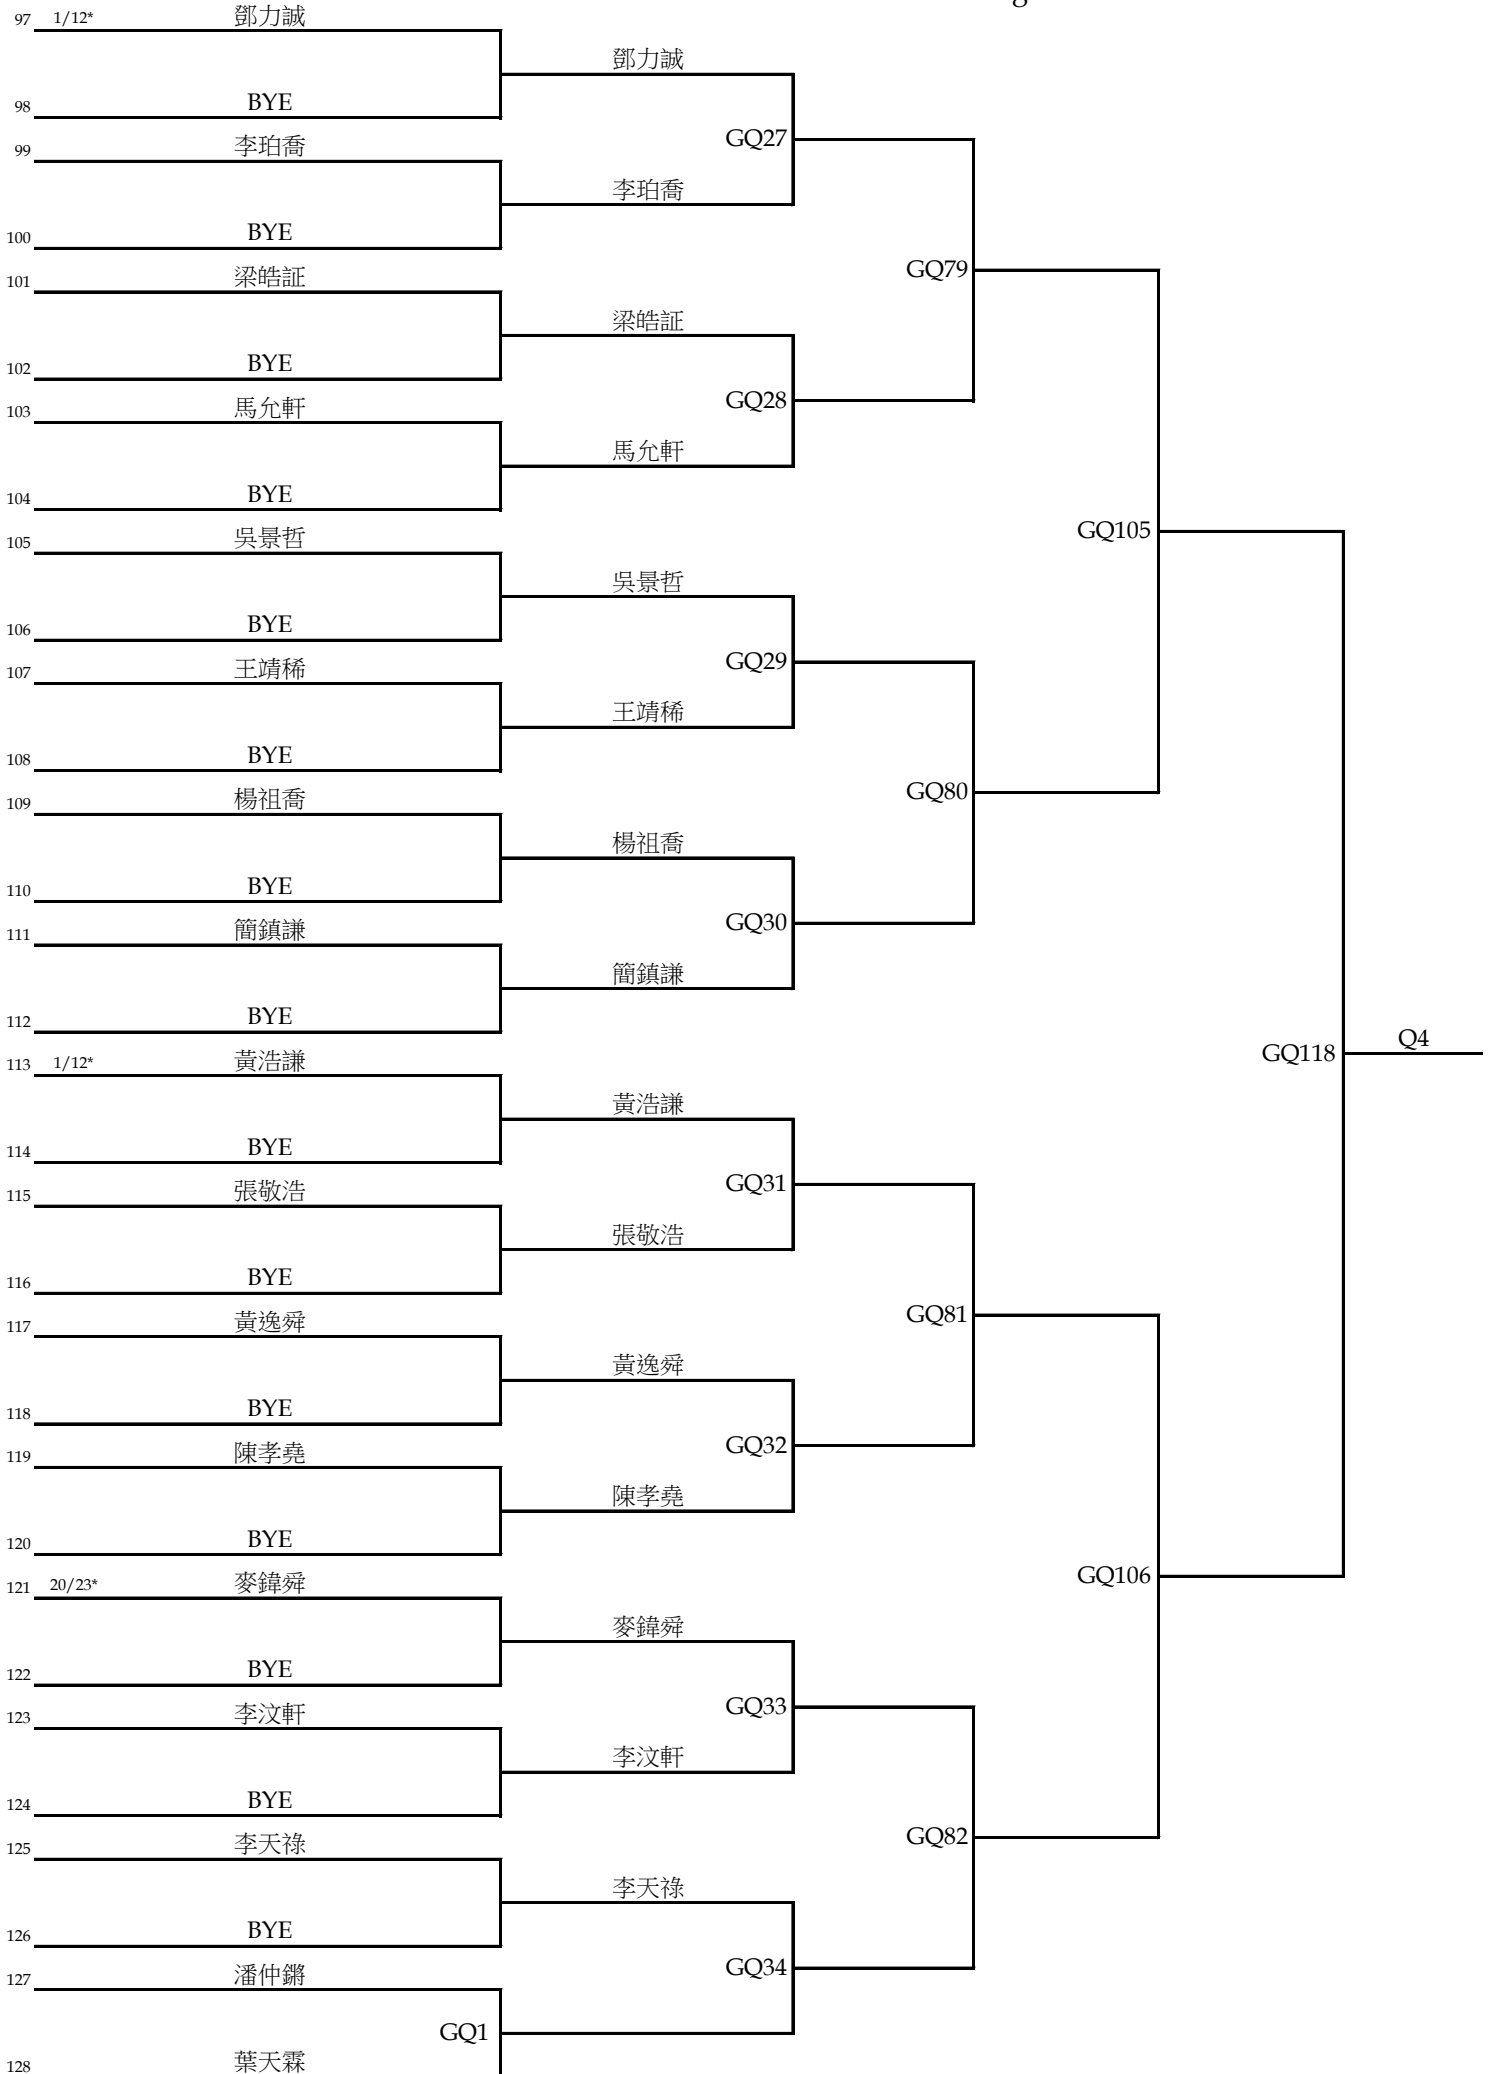 g
97 1/12* 鄧力誠
鄧力誠
98 BYE
GQ27
99 李珀喬
李珀喬
100 BYE
GQ79
101 梁皓証
梁皓証
102 BYE
GQ28
103 馬允軒
馬允軒
104 BYE
GQ105
105 吳景哲
吳景哲
106 BYE
GQ29
107 王靖稀
王靖稀
108 BYE
GQ80
109 楊祖喬
楊祖喬
110 BYE
GQ30
111 簡鎮謙
簡鎮謙
112 BYE
GQ118 Q4
113 1/12* 黃浩謙
黃浩謙
114 BYE
GQ31
115 張敬浩
張敬浩
116 BYE
GQ81
117 黃逸舜
黃逸舜
118 BYE
GQ32
119 陳孝堯
陳孝堯
120 BYE
GQ106
121 20/23* 麥鍏舜
麥鍏舜
122 BYE
GQ33
123 李汶軒
李汶軒
124 BYE
GQ82
125 李天祿
李天祿
126 BYE
GQ34
127 潘仲鏘
GQ1
128 葉天霖